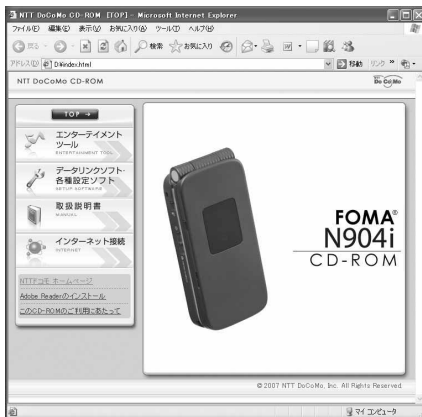 NTT DoCoMo CD-ROM [TOP] - Microsoft Internet Explorer
ファイル(F) 編集(E) 表示(V) お気に入り(A) ツール(T) ヘルプ(H)
戻る 検索 お気に入り
アドレス(D) D:¥index.html 移動 リンク »
NTT DoCoMo CD-ROM
DoCoMo
TOP →
エンターテイメント
ツール
ENTERTAINMENT TOOL
データリンクソフト・
各種設定ソフト
SETUP SOFTWARE
取扱説明書
MANUAL
インターネット接続
INTERNET
NTTドコモ ホームページ
Adobe Readerのインストール
このCD-ROMのご利用にあたって
FOMA®
N904i
CD-ROM
© 2007 NTT DoCoMo, Inc. All Rights Reserved.
マイ コンピュータ